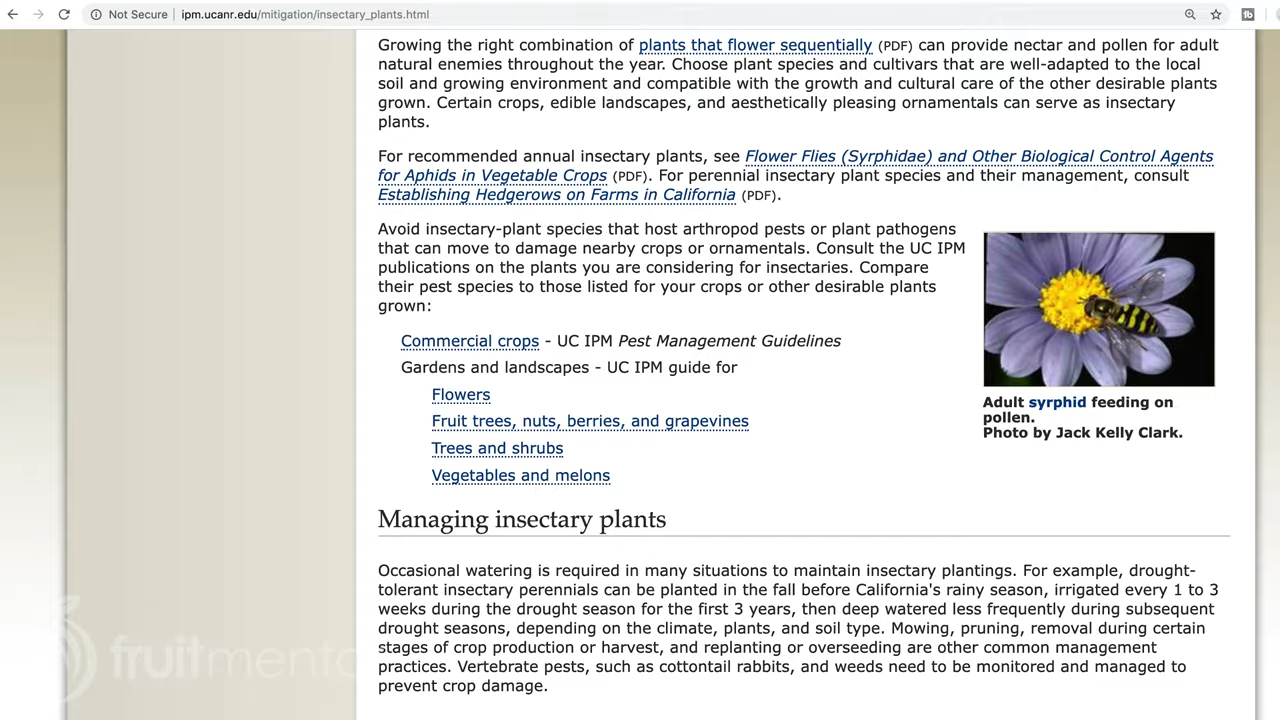 Not Secure | ipm.ucanr.edu/mitigation/insectary_plants.html
Growing the right combination of plants that flower sequentially (PDF) can provide nectar and pollen for adult
natural enemies throughout the year. Choose plant species and cultivars that are well-adapted to the local
soil and growing environment and compatible with the growth and cultural care of the other desirable plants
grown. Certain crops, edible landscapes, and aesthetically pleasing ornamentals can serve as insectary
plants.
For recommended annual insectary plants, see Flower Flies (Syrphidae) and Other Biological Control Agents
for Aphids in Vegetable Crops (PDF). For perennial insectary plant species and their management, consult
Establishing Hedgerows on Farms in California (PDF).
Avoid insectary-plant species that host arthropod pests or plant pathogens
that can move to damage nearby crops or ornamentals. Consult the UC IPM
publications on the plants you are considering for insectaries. Compare
their pest species to those listed for your crops or other desirable plants
grown:
Commercial crops - UC IPM Pest Management Guidelines
Gardens and landscapes - UC IPM guide for
Flowers
Fruit trees, nuts, berries, and grapevines
Trees and shrubs
Vegetables and melons
Adult syrphid feeding on
pollen.
Photo by Jack Kelly Clark.
Managing insectary plants
Occasional watering is required in many situations to maintain insectary plantings. For example, drought-
tolerant insectary perennials can be planted in the fall before California's rainy season, irrigated every 1 to 3
weeks during the drought season for the first 3 years, then deep watered less frequently during subsequent
drought seasons, depending on the climate, plants, and soil type. Mowing, pruning, removal during certain
stages of crop production or harvest, and replanting or overseeding are other common management
practices. Vertebrate pests, such as cottontail rabbits, and weeds need to be monitored and managed to
prevent crop damage.
fruitmento